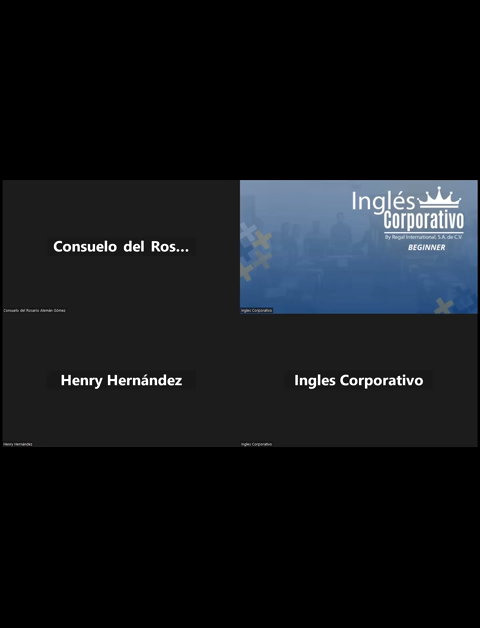 Consuelo del Ros...
Consuelo del Rosario Alemán Gómez
Inglés
Corporativo
By Regal International, S.A. de C.V.
BEGINNER
Ingles Corporativo
Henry Hernández
Henry Hernández
Ingles Corporativo
Ingles Corporativo